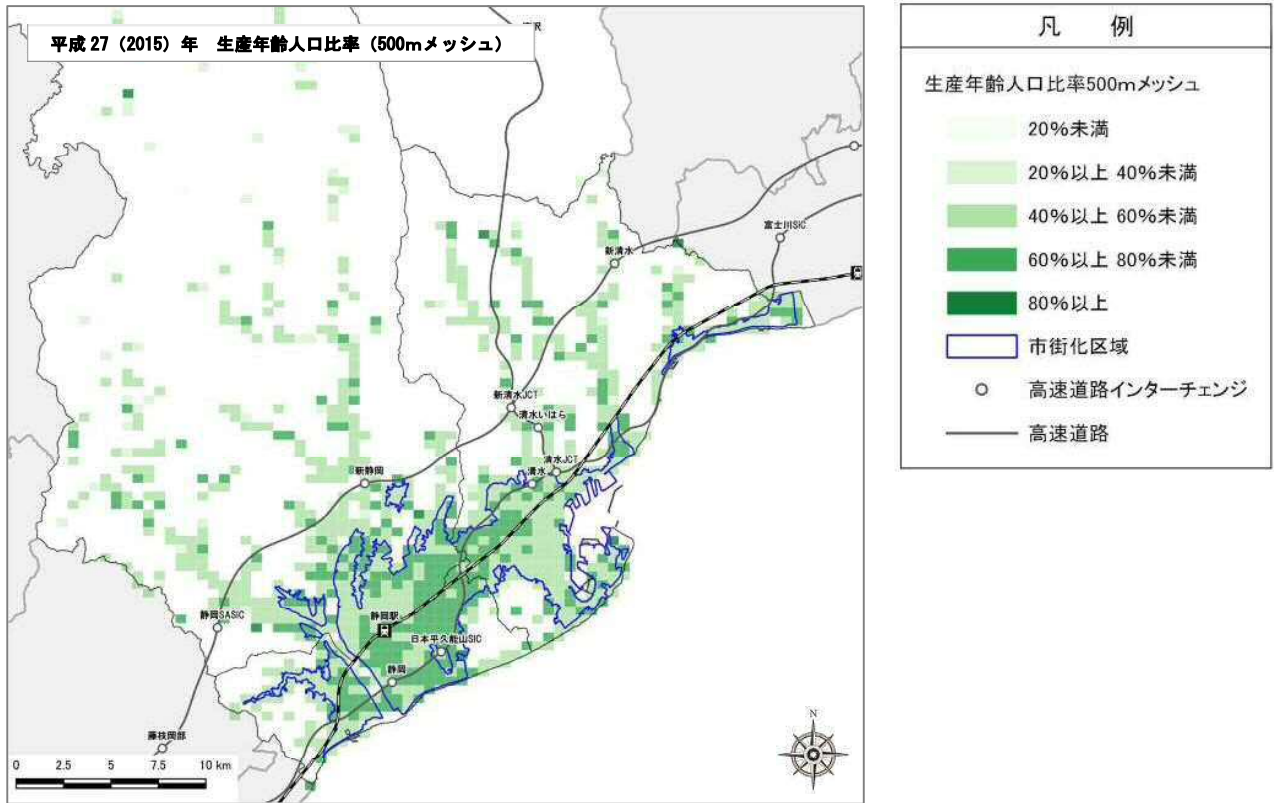 平成27(2015)年 生産年齢人口比率(500mメッシュ)
凡 例
生産年齢人口比率500mメッシュ
20%未満
20%以上 40%未満
40%以上 60%未満
60%以上 80%未満
80%以上
市街化区域
高速道路インターチェンジ
高速道路
富士川SIC
新清水
新清水JCT
清水いはら
清水JCT
清水
新静岡
静岡SASIC
静岡駅
日本平久能山SIC
静岡
藤枝岡部
N
0 2.5 5 7.5 10 km